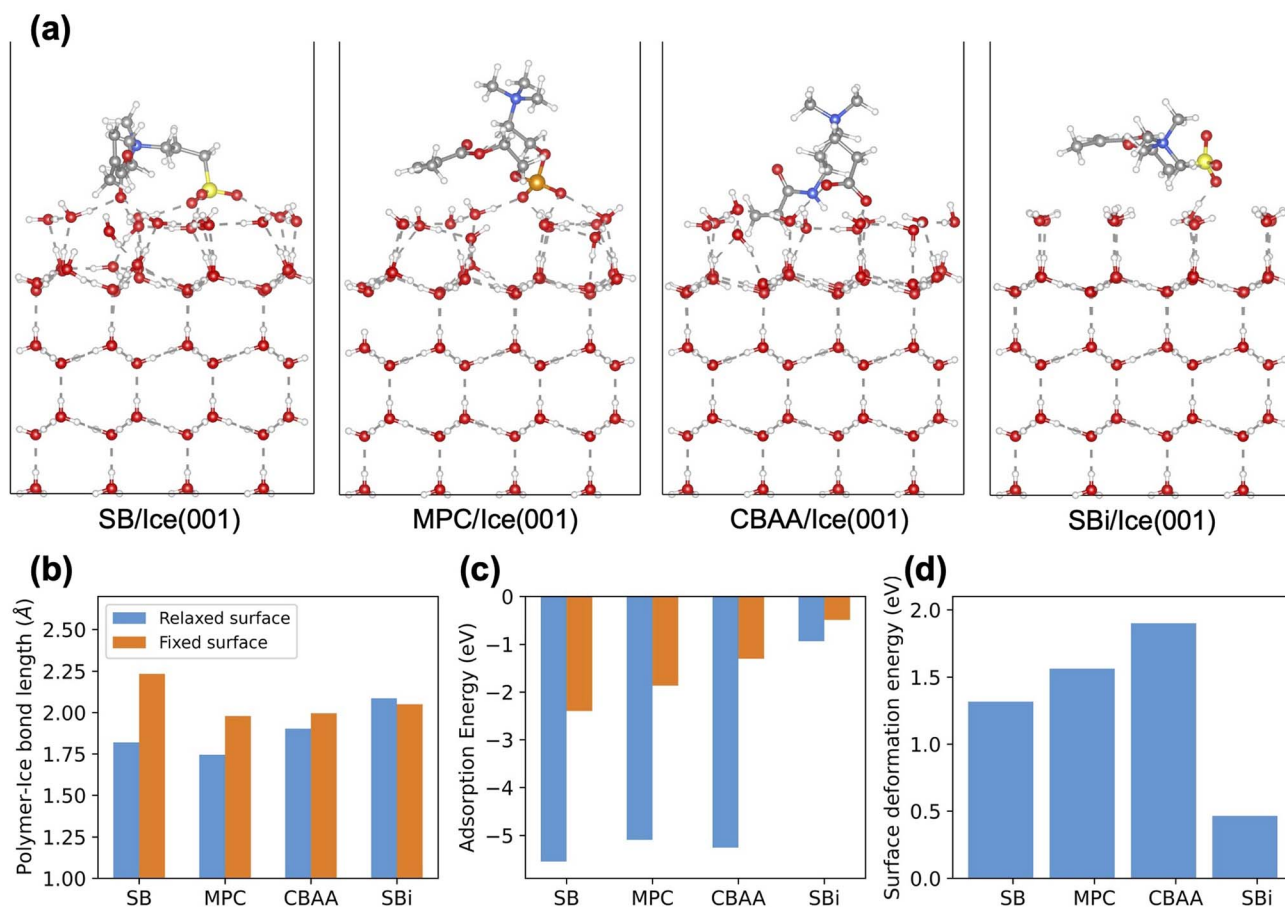 (a)
SB/Ice(001) MPC/Ice(001) CBAA/Ice(001) SBi/Ice(001)
(b)
Polymer-Ice bond length (Å)
2.50
2.25
2.00
1.75
1.50
1.25
1.00
Relaxed surface
Fixed surface
SB MPC CBAA SBi
(c)
Adsorption Energy (eV)
0
−1
−2
−3
−4
−5
SB MPC CBAA SBi
(d)
Surface deformation energy (eV)
2.0
1.5
1.0
0.5
0.0
SB MPC CBAA SBi